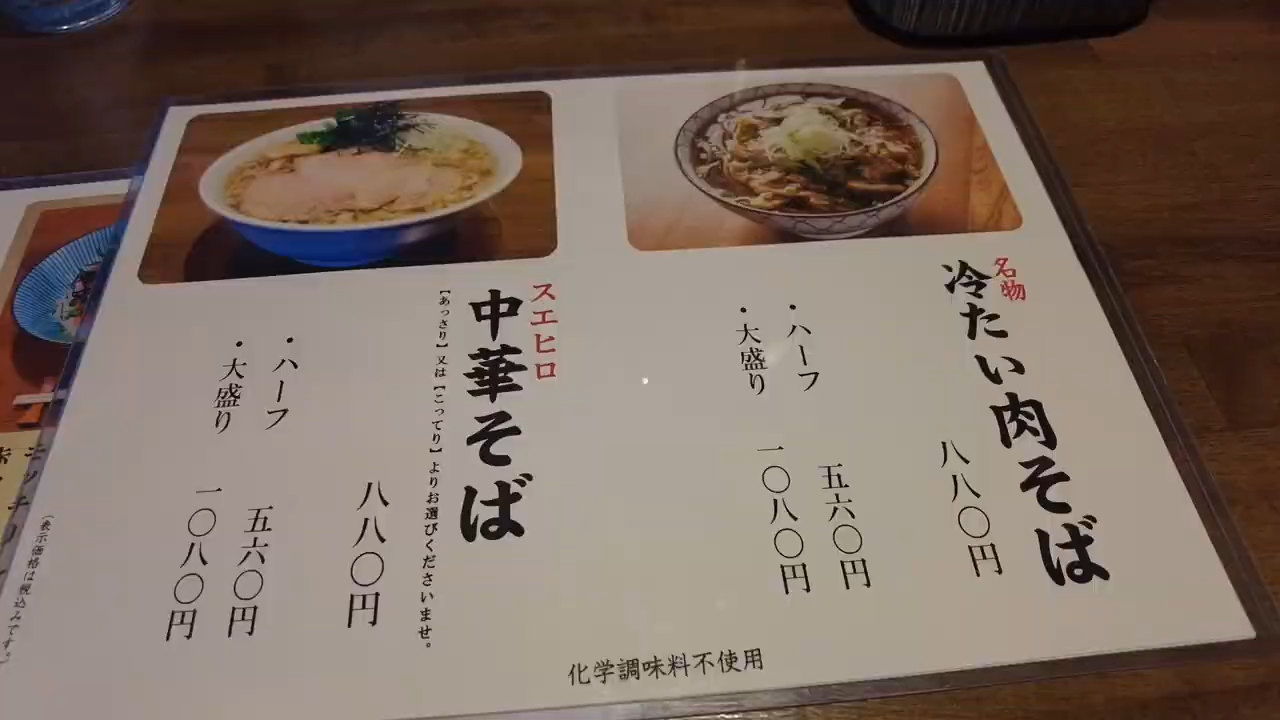 名物
冷たい肉そば
八八〇円
・ハーフ 五六〇円
・大盛り 一〇八〇円
スエヒロ
中華そば
【あっさり】又は【こってり】よりお選びくださいませ。
八八〇円
・ハーフ 五六〇円
・大盛り 一〇八〇円
(表示価格は税込みです。
化学調味料不使用